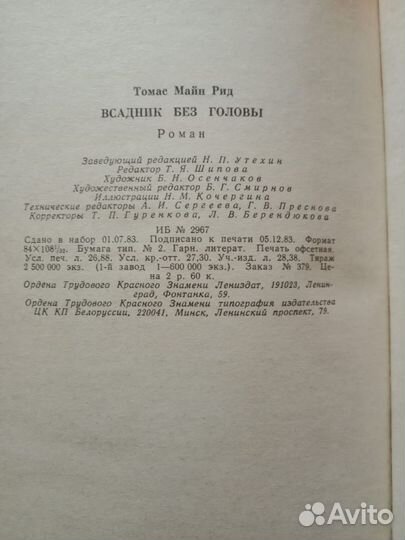 Томас Майн Рид
ВСАДНИК БЕЗ ГОЛОВЫ
Роман
Заведующий редакцией Н. П. Утехин
Редактор Т. Я. Шипова
Художник Б. Н. Осенчаков
Художественный редактор Б. Г. Смирнов
Иллюстрации Н. М. Кочергина
Технические редакторы А. И. Сергеева, Г. В. Преснова
Корректоры Т. П. Гуренкова, Л. В. Берендюкова
ИБ № 2967
Сдано в набор 01.07.83. Подписано к печати 05.12.83. Формат
84×108¹/₃₂. Бумага тип. № 2. Гарн. литерат. Печать офсетная.
Усл. печ. л. 26,88. Усл. кр.-отт. 27,30. Уч.-изд. л. 28,38. Тираж
2 500 000 экз. (1-й завод 1—600 000 экз.). Заказ № 379. Це-
на 2 р. 60 к.
Ордена Трудового Красного Знамени Лениздат, 191023, Ленин-
град, Фонтанка, 59.
Ордена Трудового Красного Знамени типография издательства
ЦК КП Белоруссии, 220041, Минск, Ленинский проспект, 79.
Avito